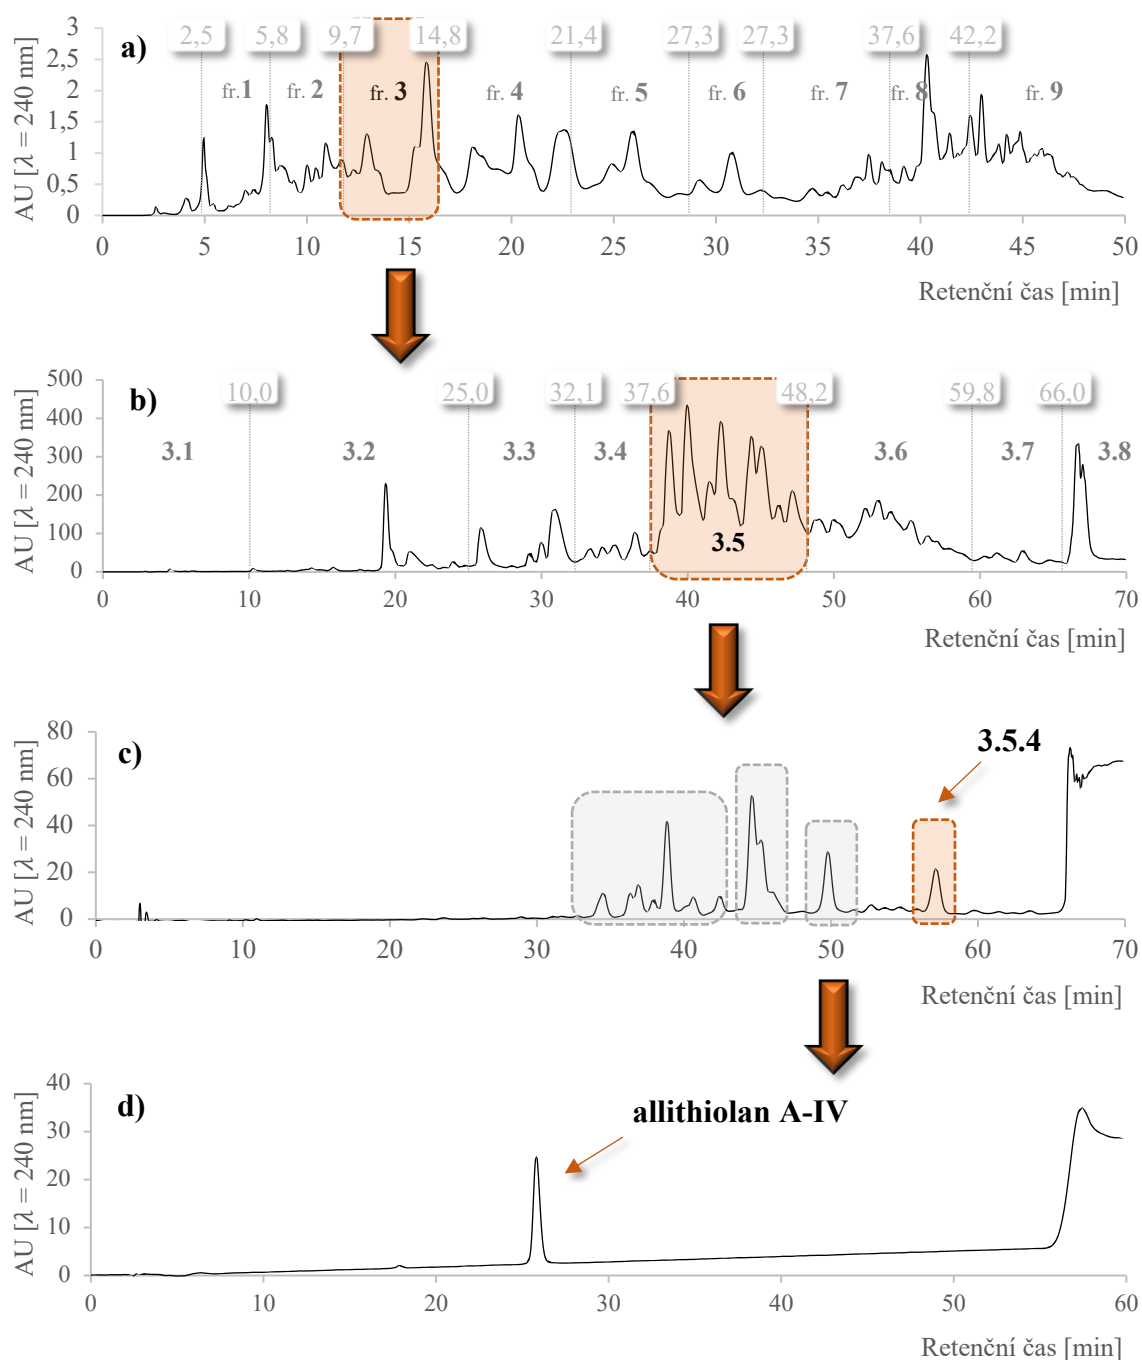 a)
2,5 5,8 9,7 14,8 21,4 27,3 27,3 37,6 42,2
fr. 1 fr. 2 fr. 3 fr. 4 fr. 5 fr. 6 fr. 7 fr. 8 fr. 9
AU [λ = 240 nm]
3
2,5
2
1,5
1
0,5
0
0 5 10 15 20 25 30 35 40 45 50
Retenční čas [min]
b)
10,0 25,0 32,1 37,6 48,2 59,8 66,0
3.1 3.2 3.3 3.4 3.5 3.6 3.7 3.8
AU [λ = 240 nm]
500
400
300
200
100
0
0 10 20 30 40 50 60 70
Retenční čas [min]
c)
3.5.4
AU [λ = 240 nm]
80
60
40
20
0
0 10 20 30 40 50 60 70
Retenční čas [min]
d)
allithiolan A-IV
AU [λ = 240 nm]
40
30
20
10
0
0 10 20 30 40 50 60
Retenční čas [min]